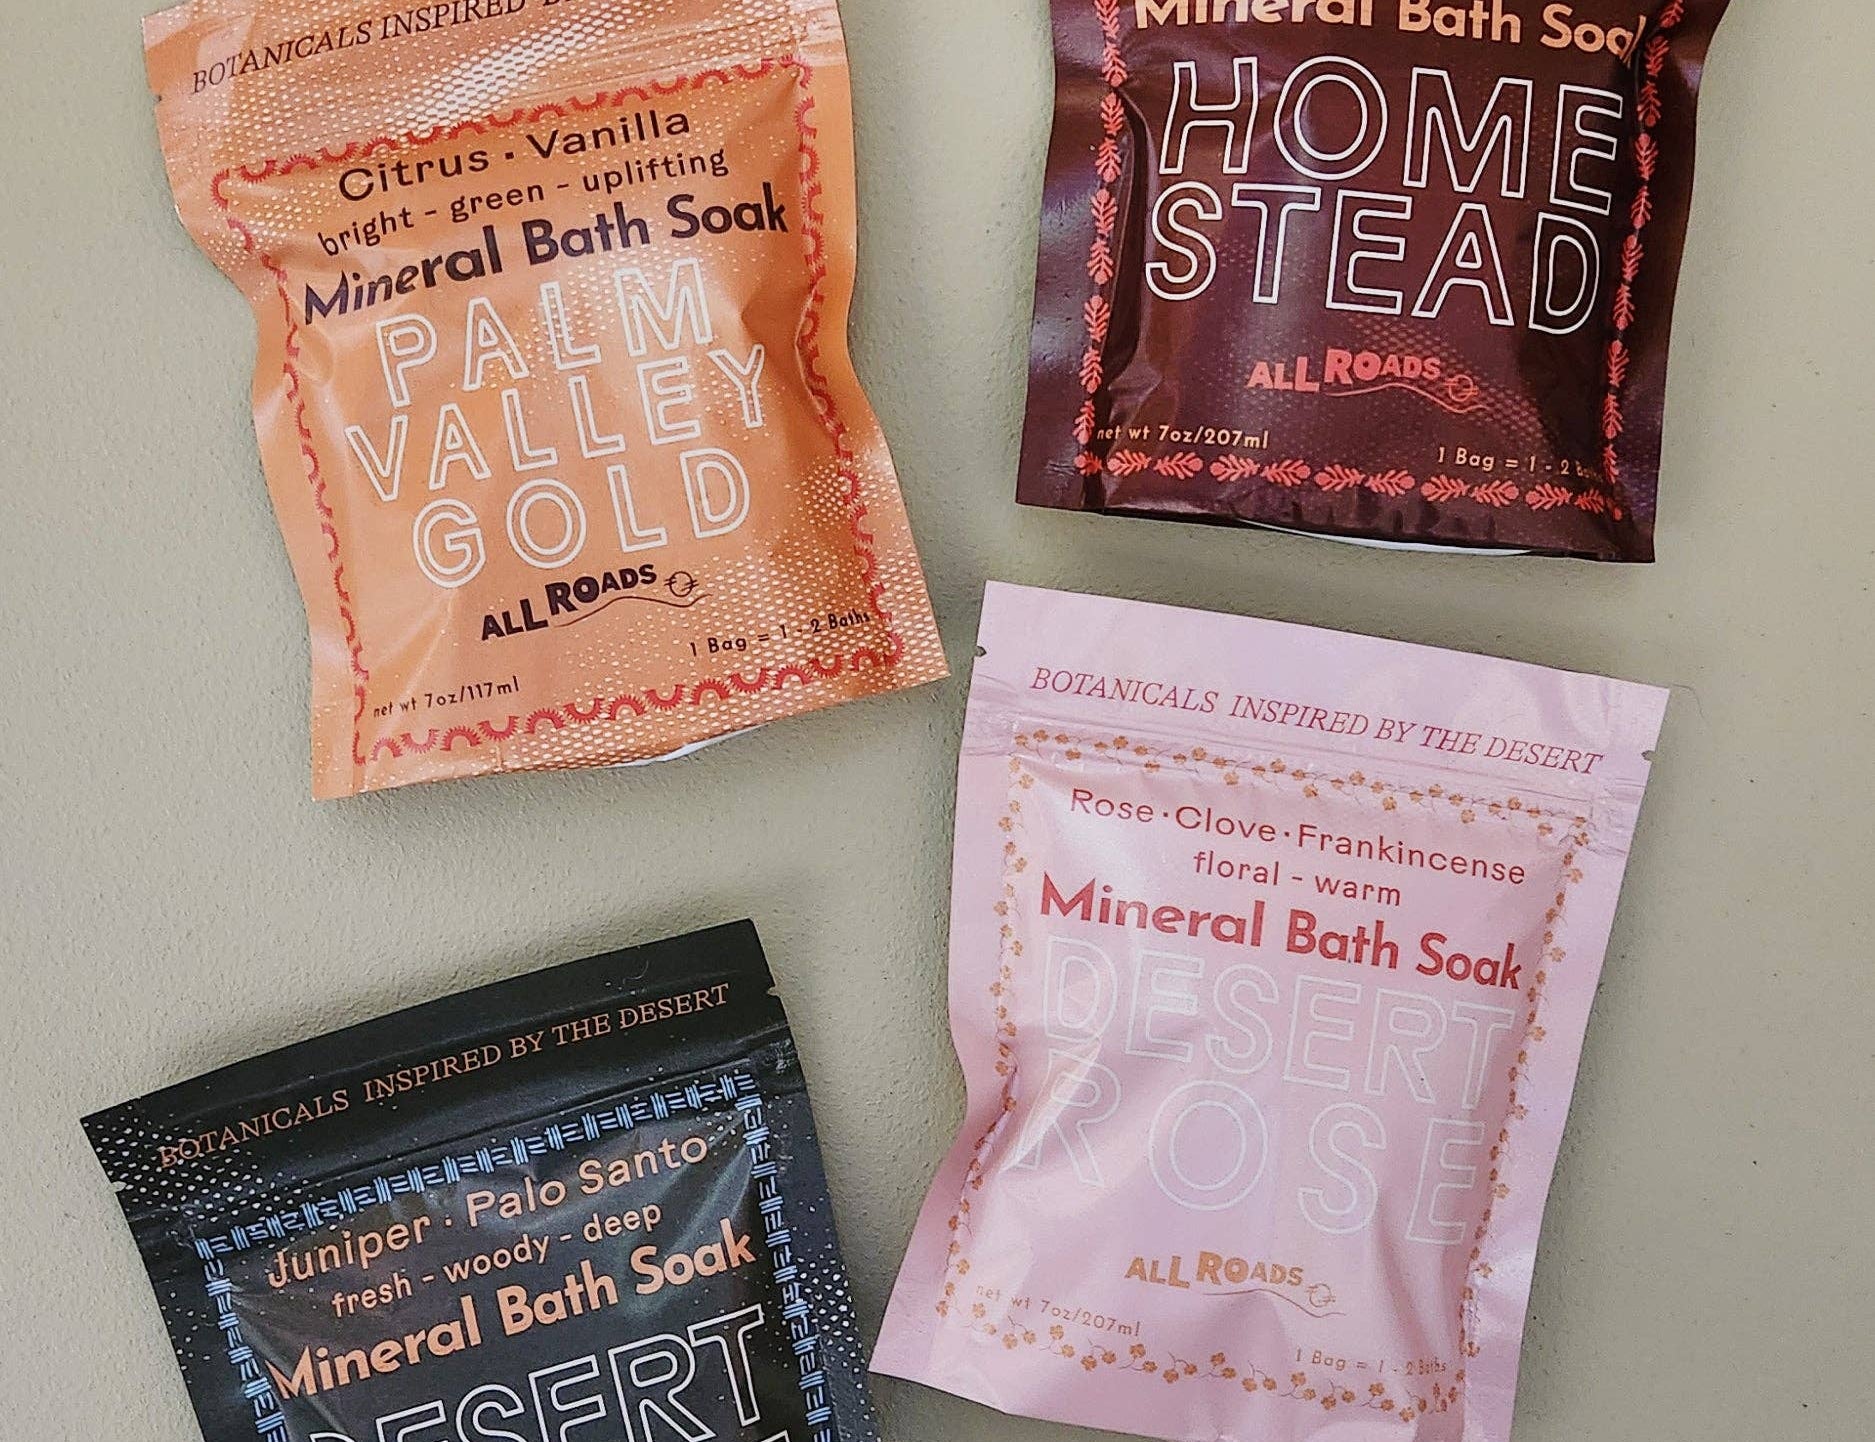 BOTANICALS INSPIRED
Citrus · Vanilla
bright - green - uplifting
Mineral Bath Soak
PALM
VALLEY
GOLD
ALL ROADS
1 Bag = 1 - 2 Baths
net wt 7oz/117ml
Mineral Bath Soak
HOME
STEAD
ALL ROADS
net wt 7oz/207ml
1 Bag = 1 - 2
BOTANICALS INSPIRED BY THE DESERT
Rose · Clove · Frankincense
floral - warm
Mineral Bath Soak
DESERT
ROSE
ALL ROADS
net wt 7oz/207ml
1 Bag = 1 - 2 Baths
BOTANICALS INSPIRED BY THE DESERT
Juniper · Palo Santo
fresh - woody - deep
Mineral Bath Soak
DESERT